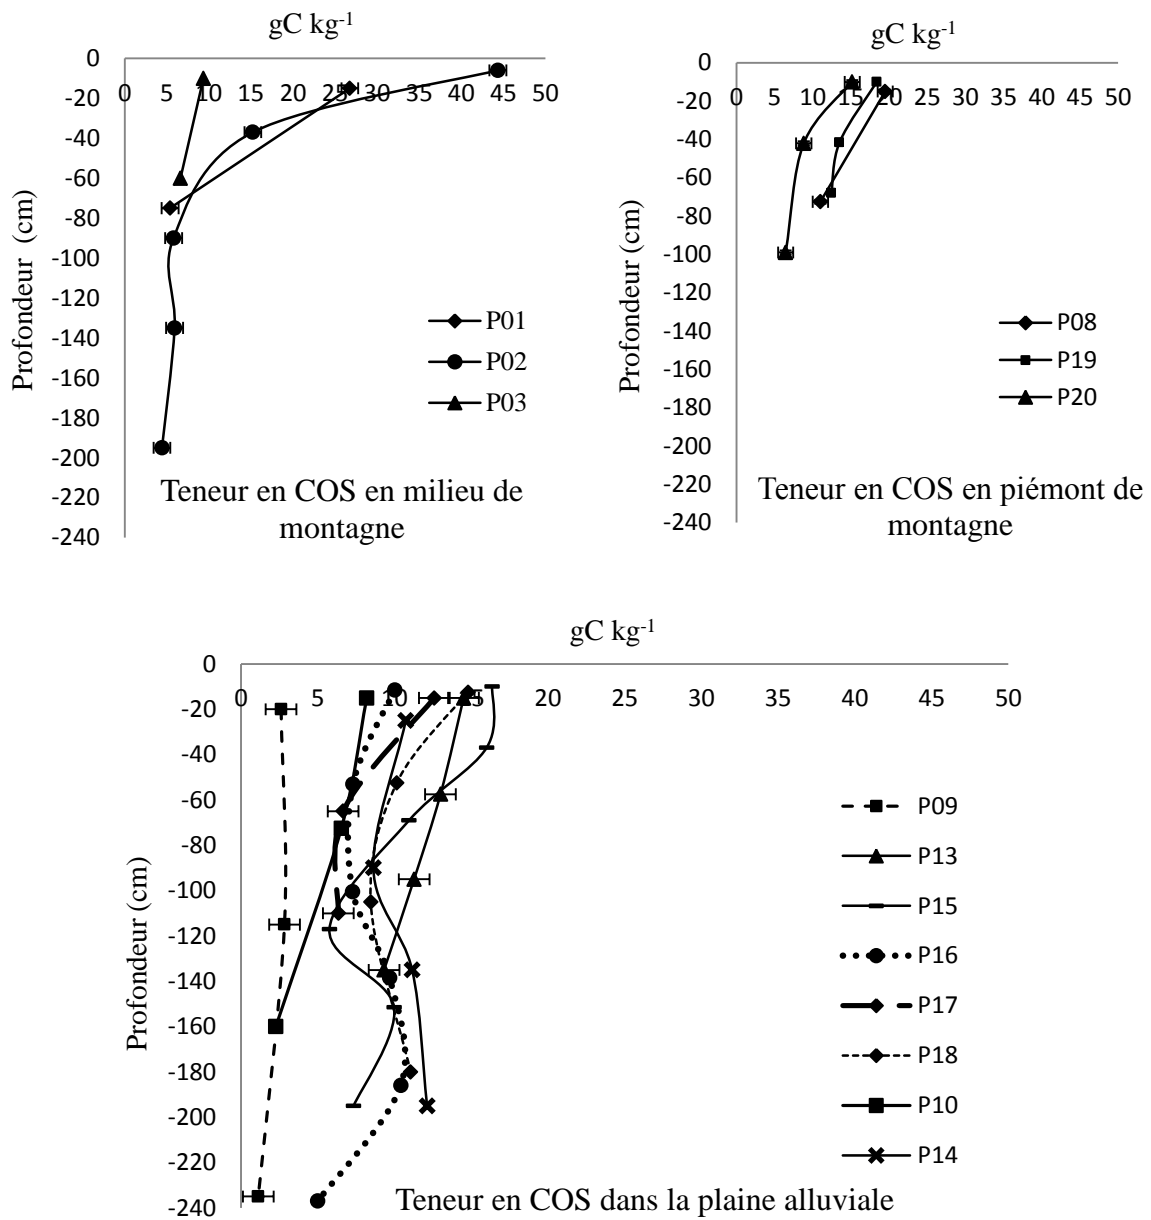 gC kg-1
0
0 5 10 15 20 25 30 35 40 45 50
-20
-40
-60
-80
-100
-120
-140
-160
-180
-200
-220
-240
Profondeur (cm)
P01
P02
P03
Teneur en COS en milieu de
montagne
gC kg-1
0
0 5 10 15 20 25 30 35 40 45 50
-20
-40
-60
-80
-100
-120
-140
-160
-180
-200
-220
-240
Profondeur (cm)
P08
P19
P20
Teneur en COS en piémont de
montagne
gC kg-1
0
0 5 10 15 20 25 30 35 40 45 50
-20
-40
-60
-80
-100
-120
-140
-160
-180
-200
-220
-240
Profondeur (cm)
P09
P13
P15
P16
P17
P18
P10
P14
Teneur en COS dans la plaine alluviale